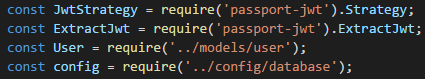 const JwtStrategy = require('passport-jwt').Strategy;
const ExtractJwt = require('passport-jwt').ExtractJwt;
const User = require('../models/user');
const config = require('../config/database');